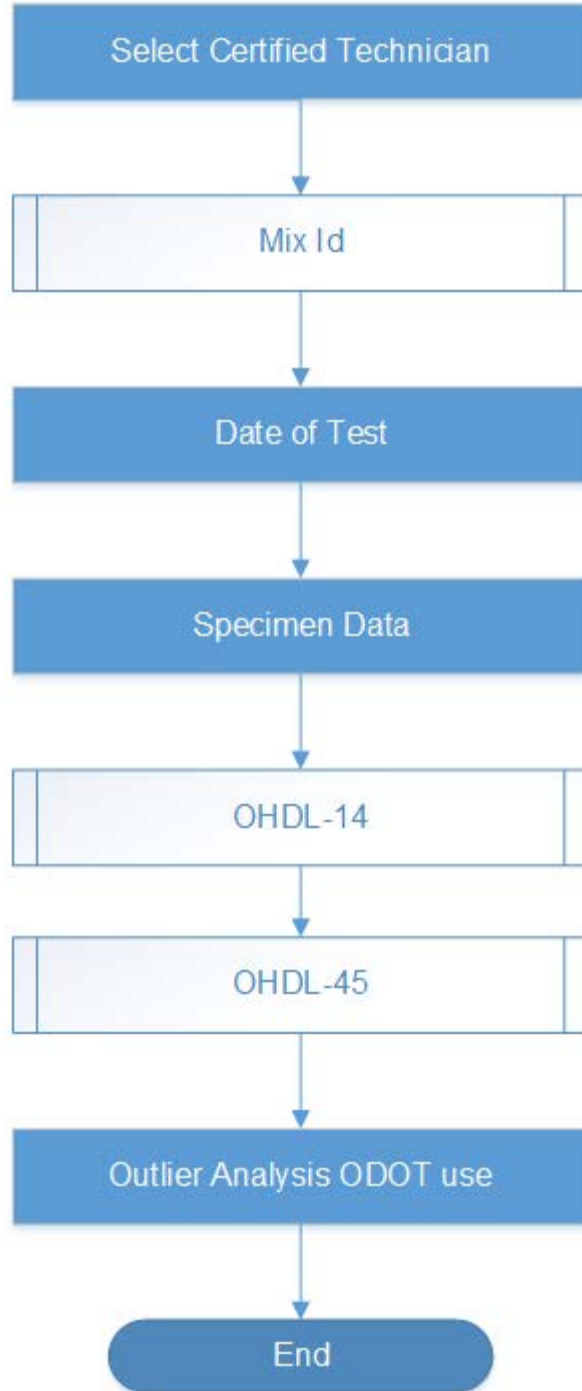 Select Certified Technician
Mix Id
Date of Test
Specimen Data
OHDL-14
OHDL-45
Outlier Analysis ODOT use
End